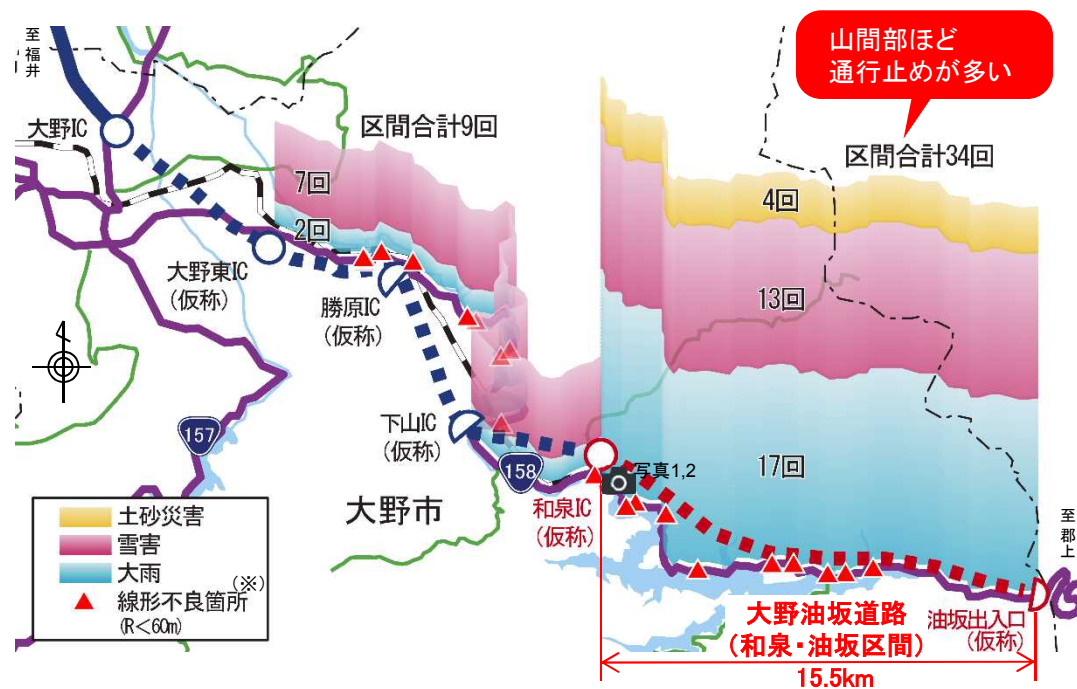 至福井
大野IC
区間合計9回
7回
2回
大野東IC
(仮称)
勝原IC
(仮称)
下山IC
(仮称)
157
158
大野市
山間部ほど
通行止めが多い
区間合計34回
4回
13回
17回
写真1,2
和泉IC
(仮称)
至郡上
油坂出入口
(仮称)
大野油坂道路
(和泉・油坂区間)
15.5km
土砂災害
雪害
大雨
線形不良箇所(※)
(R<60m)